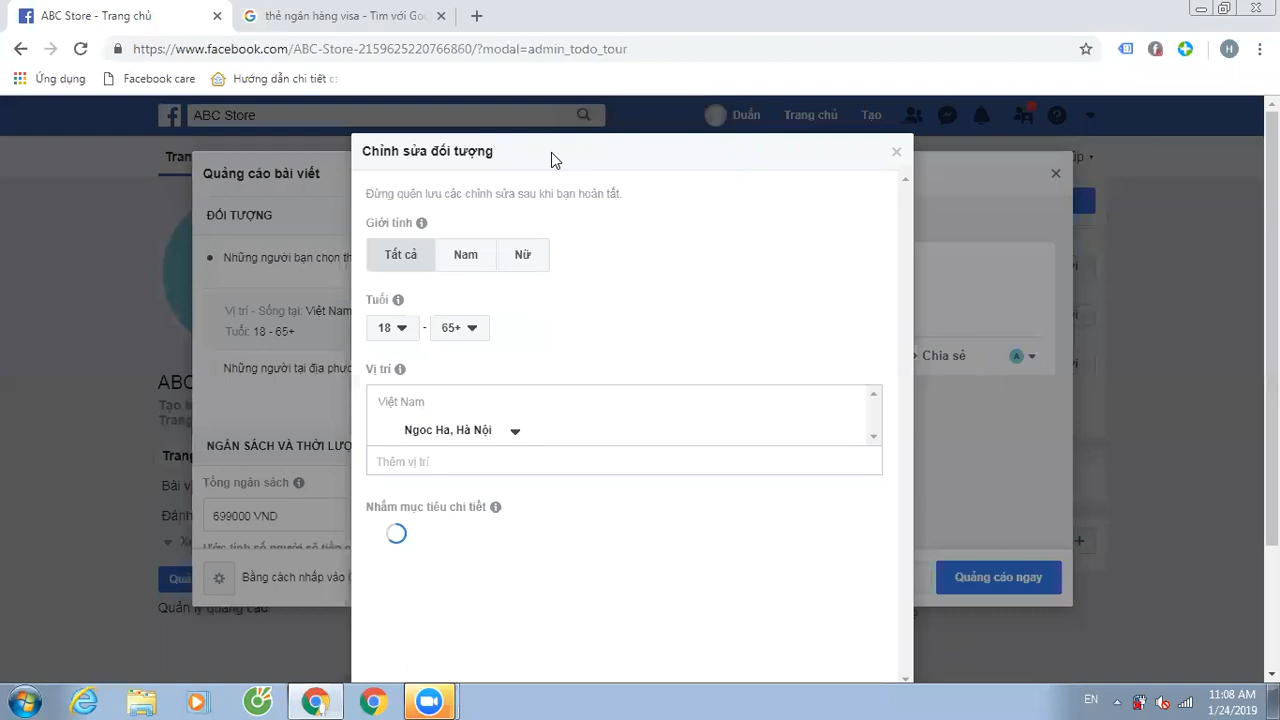 ABC Store - Trang chủ
thẻ ngân hàng visa - Tìm với Goo
https://www.facebook.com/ABC-Store-2159625220766860/?modal=admin_todo_tour
H
Ứng dụng
Facebook care
Hướng dẫn chi tiết c
ABC Store
Duẩn
Trang chủ
Tạo
Chỉnh sửa đối tượng
Quảng cáo bài viết
Đừng quên lưu các chỉnh sửa sau khi bạn hoàn tất.
ĐỐI TƯỢNG
Giới tính
Những người bạn chọn th
Tất cả
Nam
Nữ
Vị trí - Sống tại: Việt Nam
Tuổi: 18 - 65+
Tuổi
18 - 65+
Những người tại địa phươ
Chia sẻ
A
Vị trí
ABC
Việt Nam
Ngoc Ha, Hà Nội
NGÂN SÁCH VÀ THỜI LƯỢ
Thêm vị trí
Tổng ngân sách
699000 VND
Nhắm mục tiêu chi tiết
Bằng cách nhấp vào
Quảng cáo ngay
Quản lý quảng cáo
EN
11:08 AM
1/24/2019